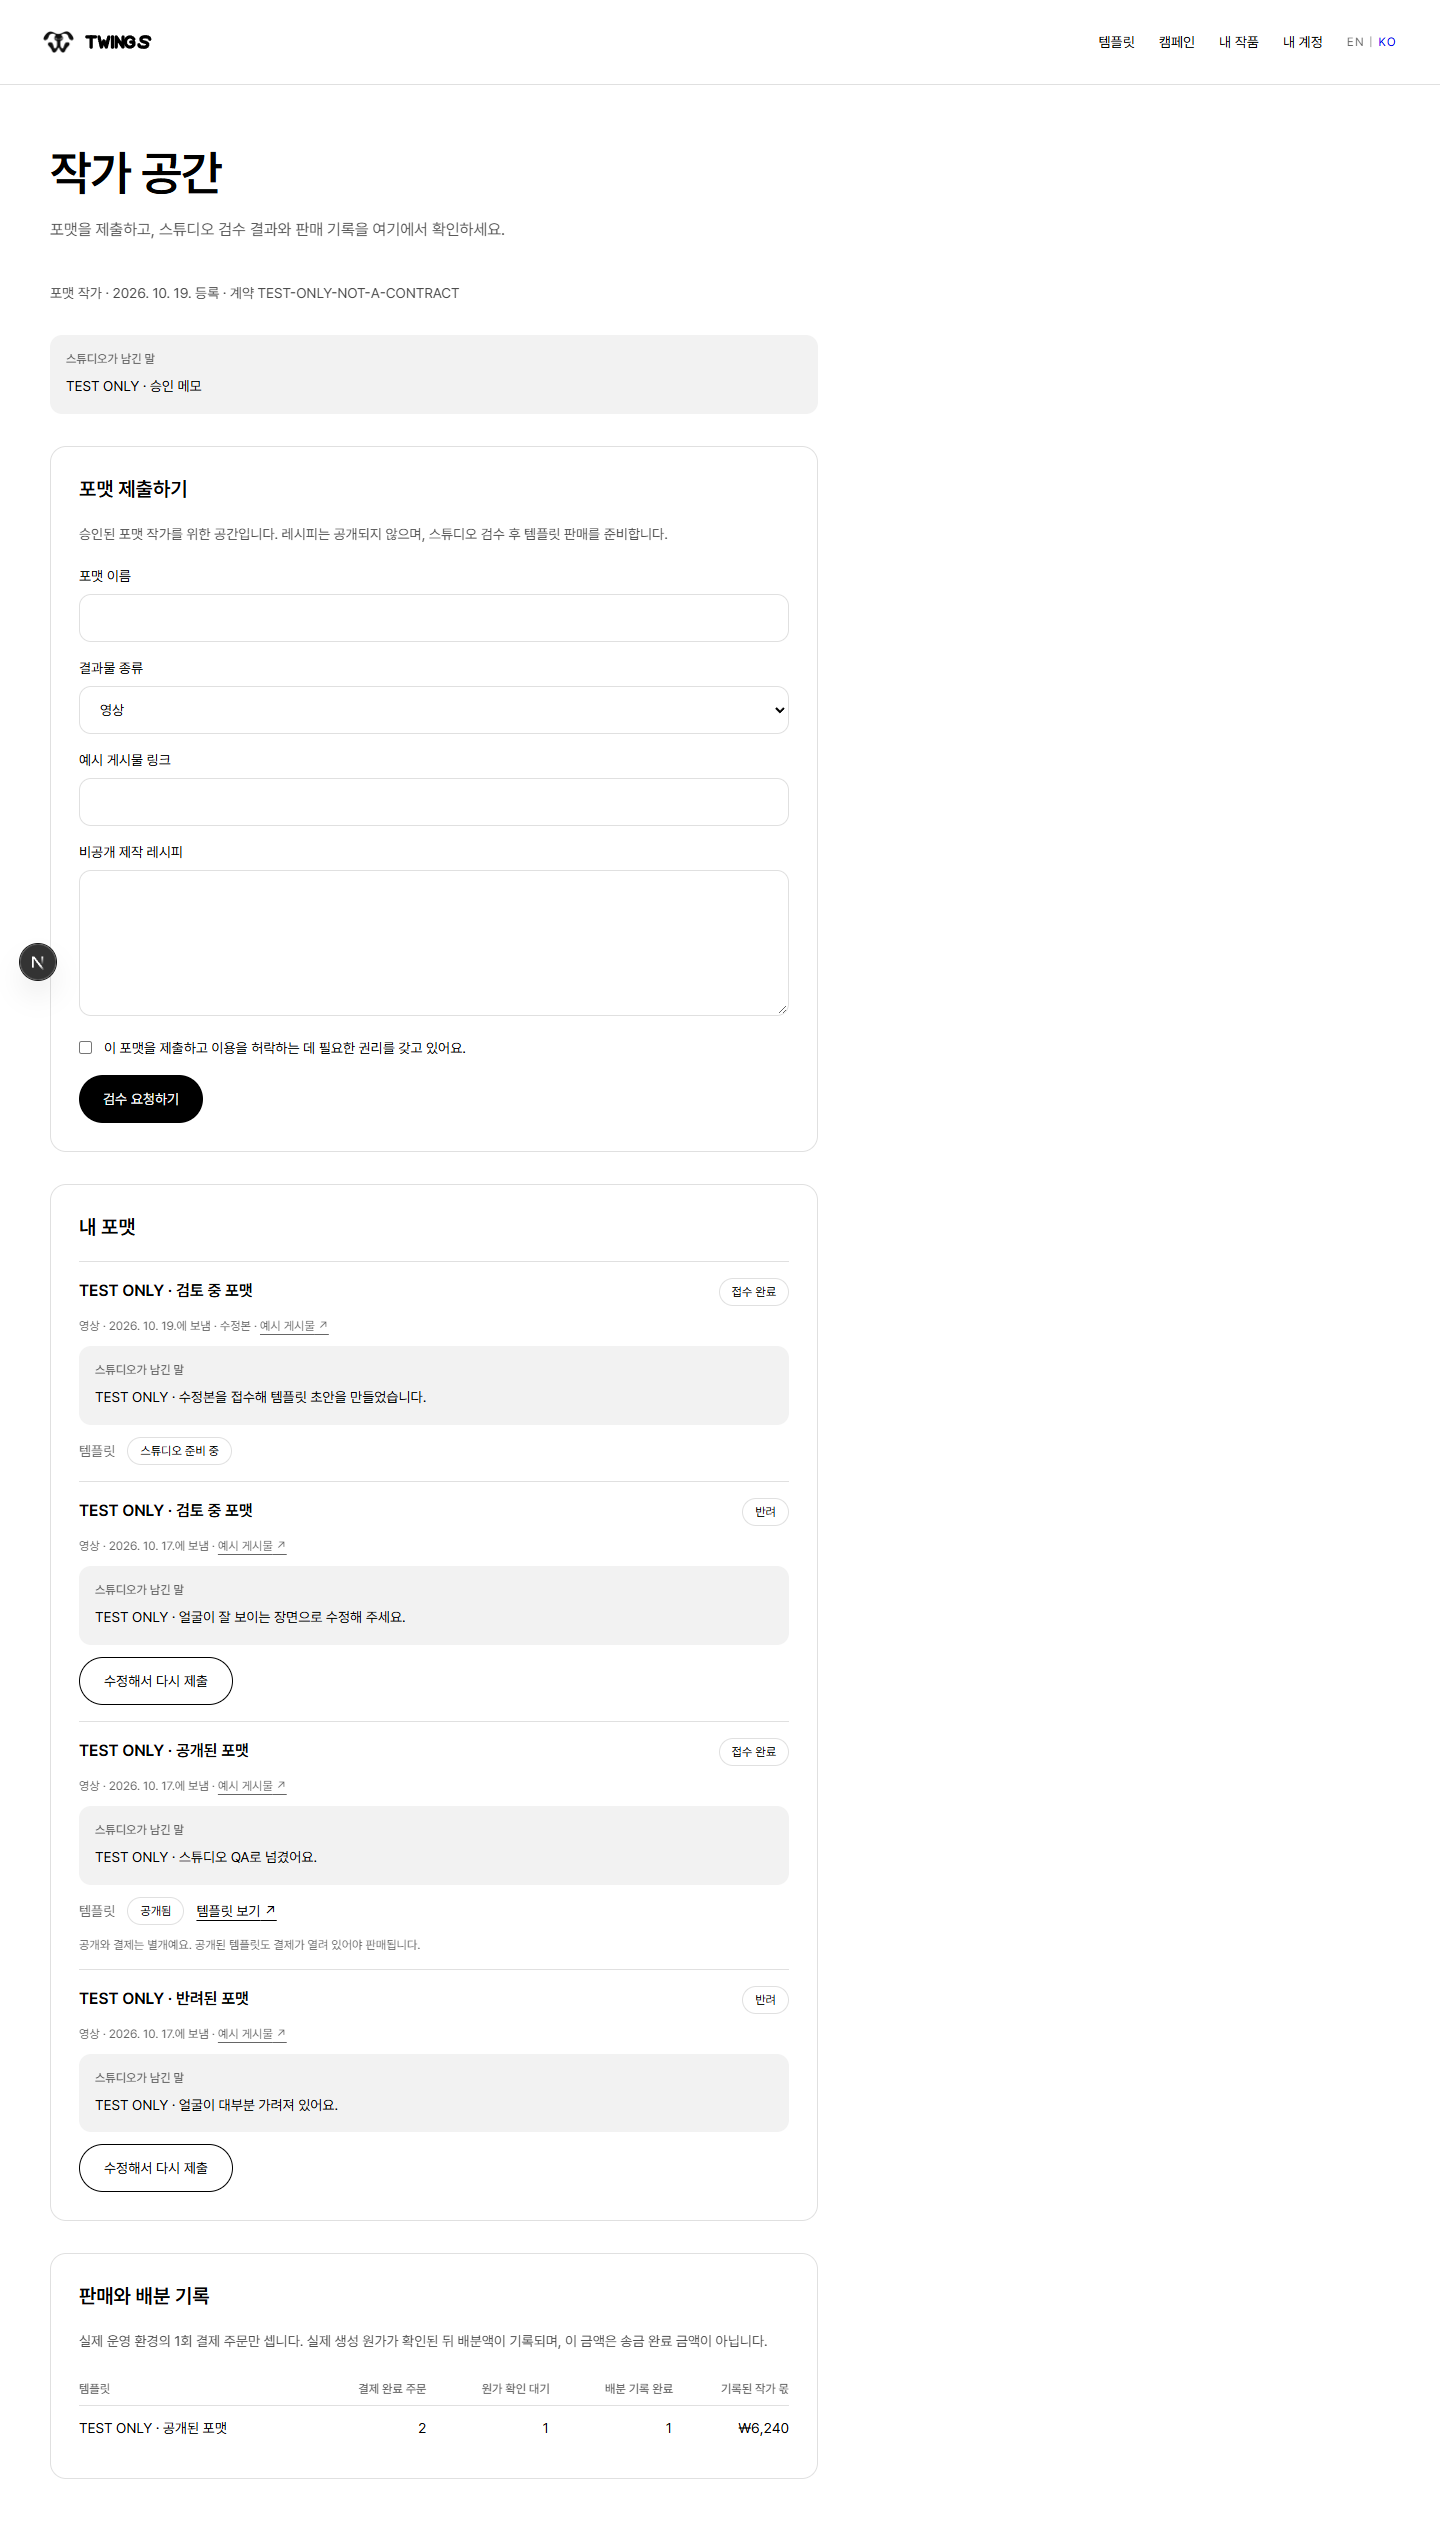 TWINGS
템플릿 캠페인 내 작품 내 계정 EN | KO
작가 공간
포맷을 제출하고, 스튜디오 검수 결과와 판매 기록을 여기에서 확인하세요.
포맷 작가 · 2026. 10. 19. 등록 · 계약 TEST-ONLY-NOT-A-CONTRACT
스튜디오가 남긴 말
TEST ONLY · 승인 메모
포맷 제출하기
승인된 포맷 작가를 위한 공간입니다. 레시피는 공개되지 않으며, 스튜디오 검수 후 템플릿 판매를 준비합니다.
포맷 이름
결과물 종류
영상
예시 게시물 링크
비공개 제작 레시피
N
이 포맷을 제출하고 이용을 허락하는 데 필요한 권리를 갖고 있어요.
검수 요청하기
내 포맷
TEST ONLY · 검토 중 포맷
접수 완료
영상 · 2026. 10. 19.에 보냄 · 수정본 · 예시 게시물 ↗
스튜디오가 남긴 말
TEST ONLY · 수정본을 접수해 템플릿 초안을 만들었습니다.
템플릿 스튜디오 준비 중
TEST ONLY · 검토 중 포맷
반려
영상 · 2026. 10. 17.에 보냄 · 예시 게시물 ↗
스튜디오가 남긴 말
TEST ONLY · 얼굴이 잘 보이는 장면으로 수정해 주세요.
수정해서 다시 제출
TEST ONLY · 공개된 포맷
접수 완료
영상 · 2026. 10. 17.에 보냄 · 예시 게시물 ↗
스튜디오가 남긴 말
TEST ONLY · 스튜디오 QA로 넘겼어요.
템플릿 공개됨 템플릿 보기 ↗
공개와 결제는 별개예요. 공개된 템플릿도 결제가 열려 있어야 판매됩니다.
TEST ONLY · 반려된 포맷
반려
영상 · 2026. 10. 17.에 보냄 · 예시 게시물 ↗
스튜디오가 남긴 말
TEST ONLY · 얼굴이 대부분 가려져 있어요.
수정해서 다시 제출
판매와 배분 기록
실제 운영 환경의 1회 결제 주문만 셉니다. 실제 생성 원가가 확인된 뒤 배분액이 기록되며, 이 금액은 송금 완료 금액이 아닙니다.
템플릿 결제 완료 주문 원가 확인 대기 배분 기록 완료 기록된 작가 몫
TEST ONLY · 공개된 포맷 2 1 1 ₩6,240